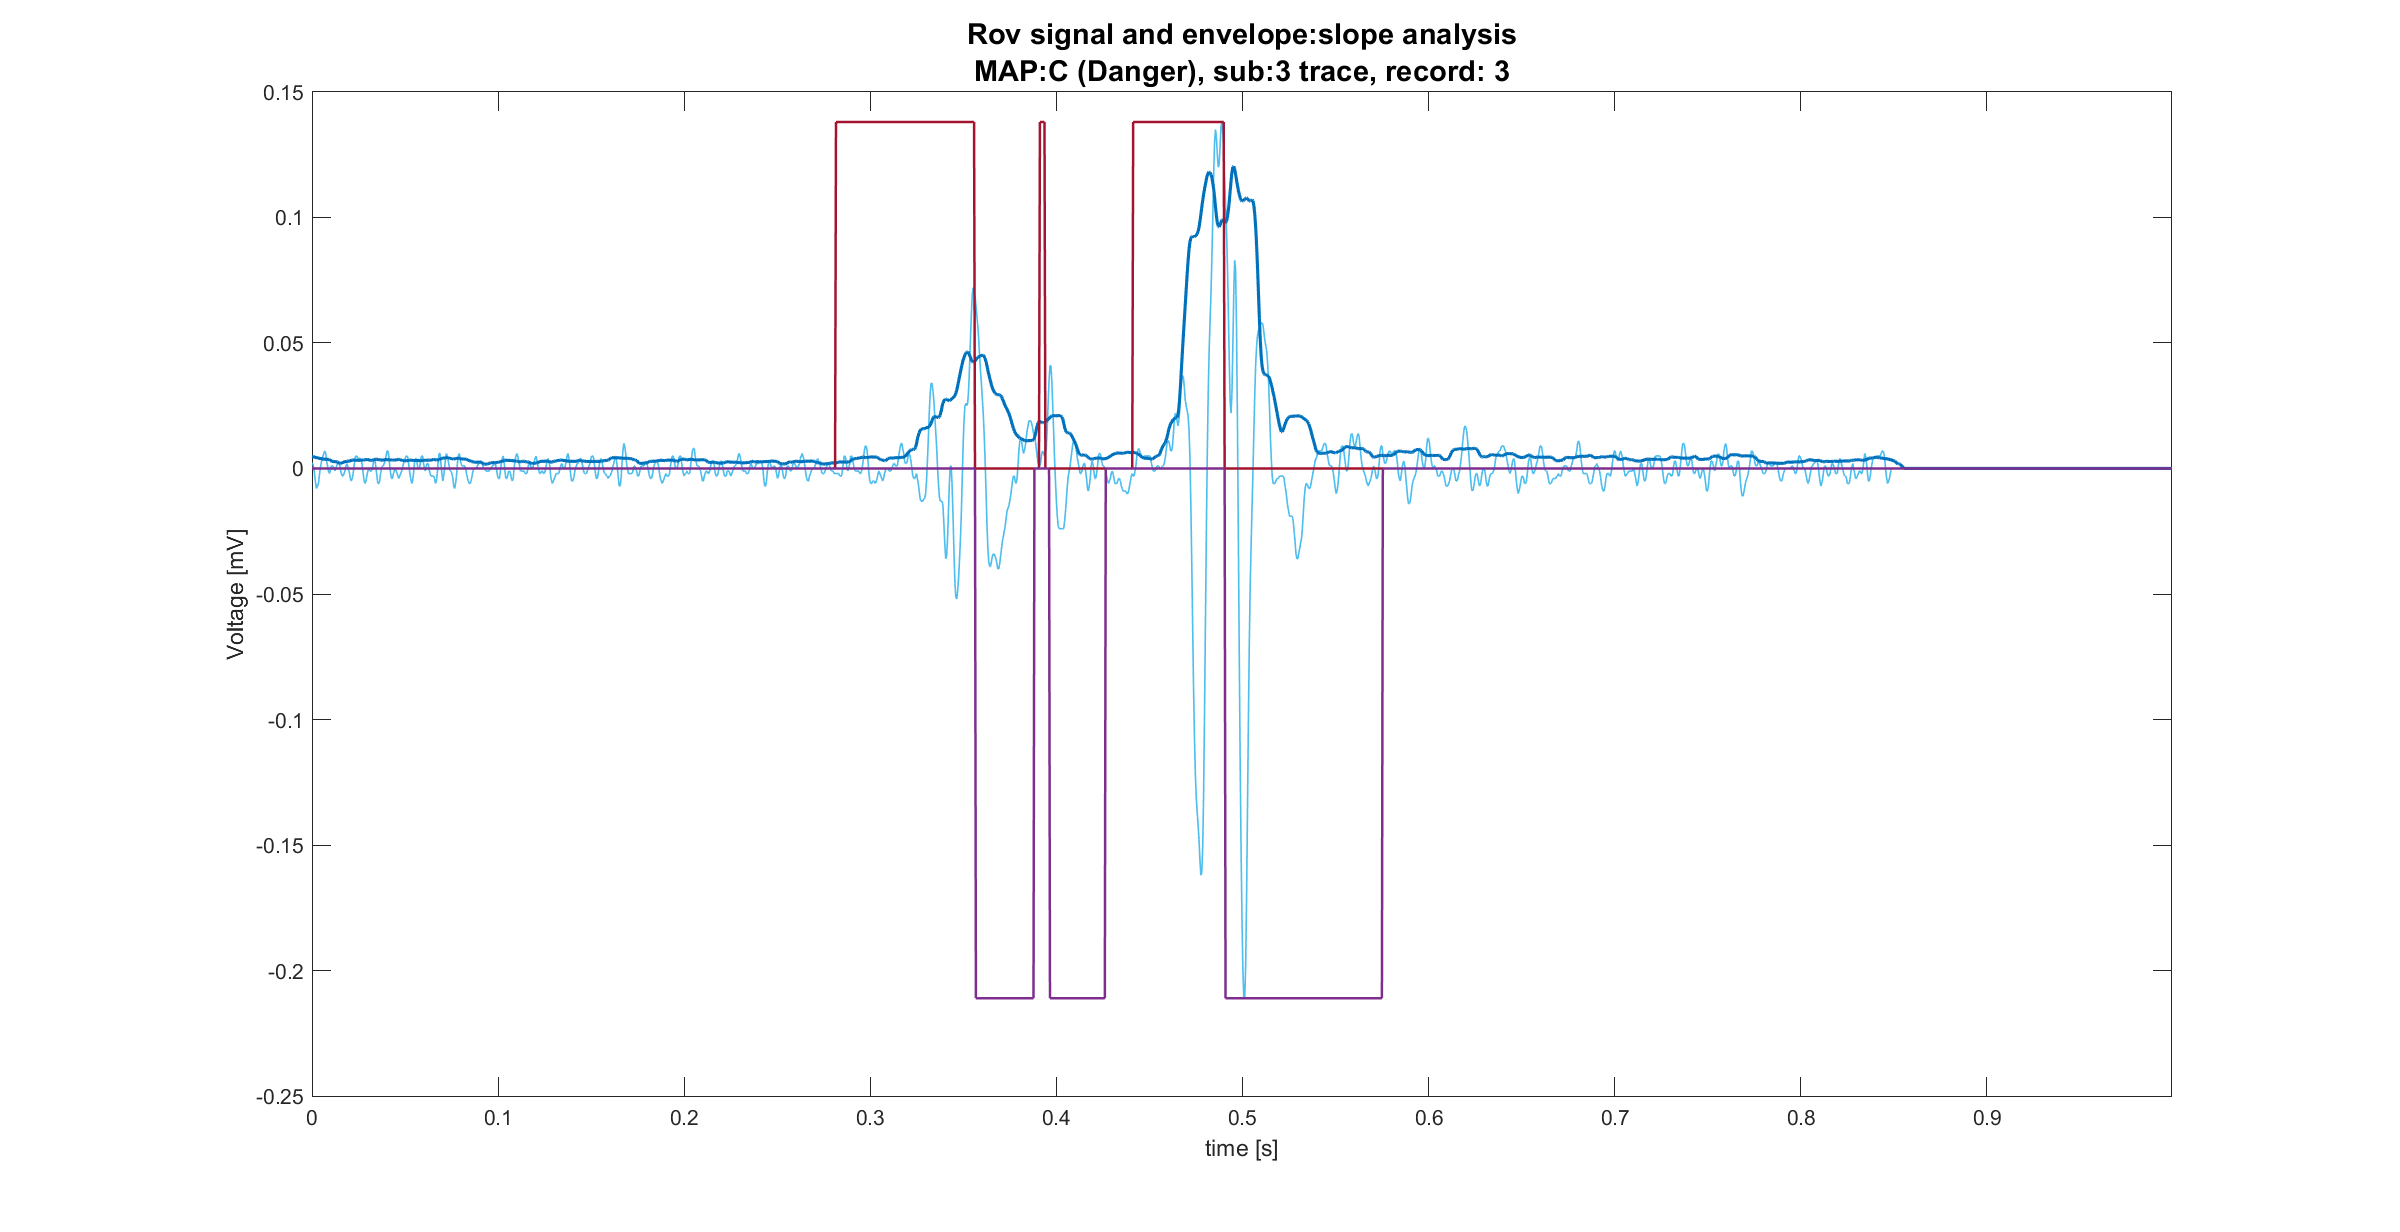 Rov signal and envelope:slope analysis
MAP:C (Danger), sub:3 trace, record: 3
0.15
0.1
0.05
0
-0.05
-0.1
-0.15
-0.2
-0.25
Voltage [mV]
0 0.1 0.2 0.3 0.4 0.5 0.6 0.7 0.8 0.9
time [s]